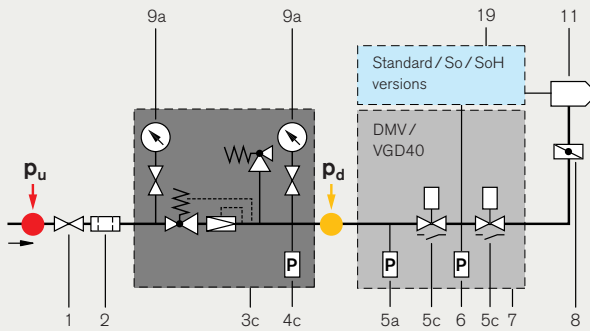 9a
9a
19
11
Standard / So / SoH
versions
DMV /
VGD40
pu
pd
P
P
P
1
2
3c
4c
5a
5c
6
5c
7
8